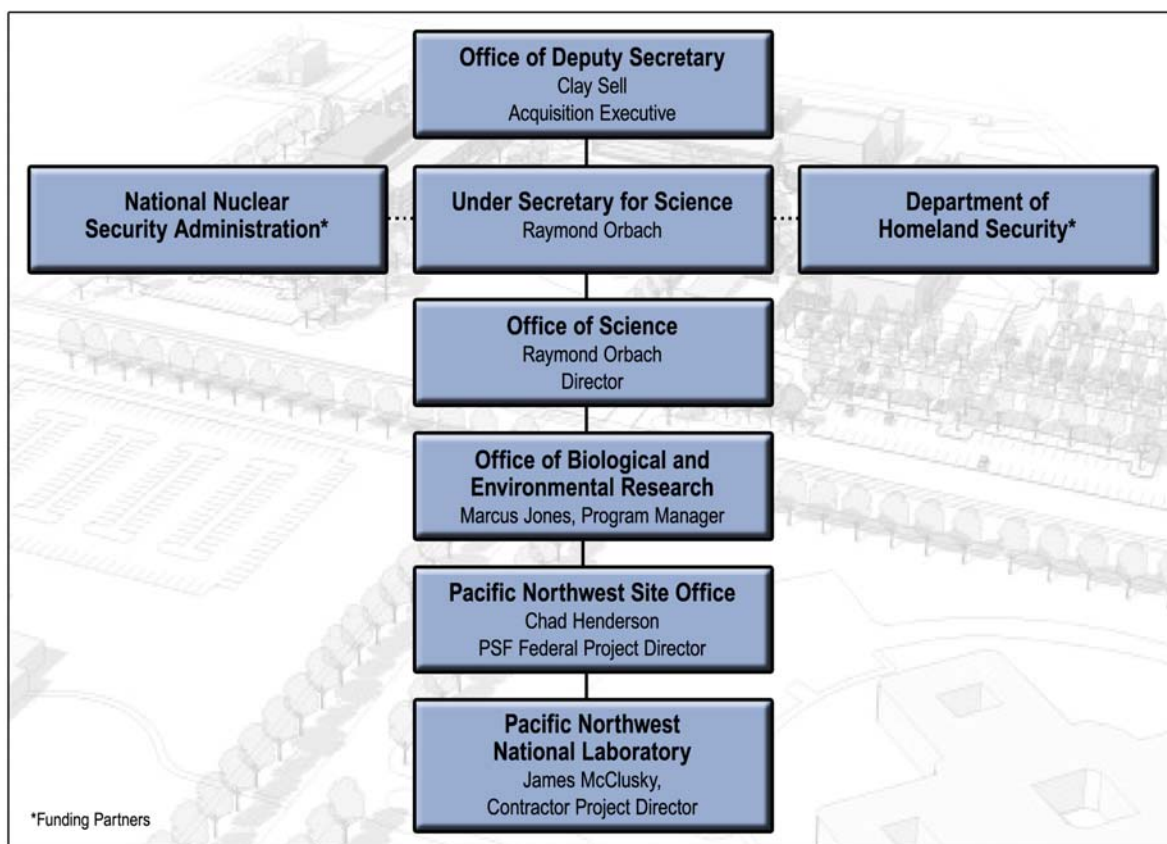 Office of Deputy Secretary
Clay Sell
Acquisition Executive
National Nuclear
Security Administration*
Under Secretary for Science
Raymond Orbach
Department of
Homeland Security*
Office of Science
Raymond Orbach
Director
Office of Biological and
Environmental Research
Marcus Jones, Program Manager
Pacific Northwest Site Office
Chad Henderson
PSF Federal Project Director
Pacific Northwest
National Laboratory
James McClusky,
Contractor Project Director
*Funding Partners